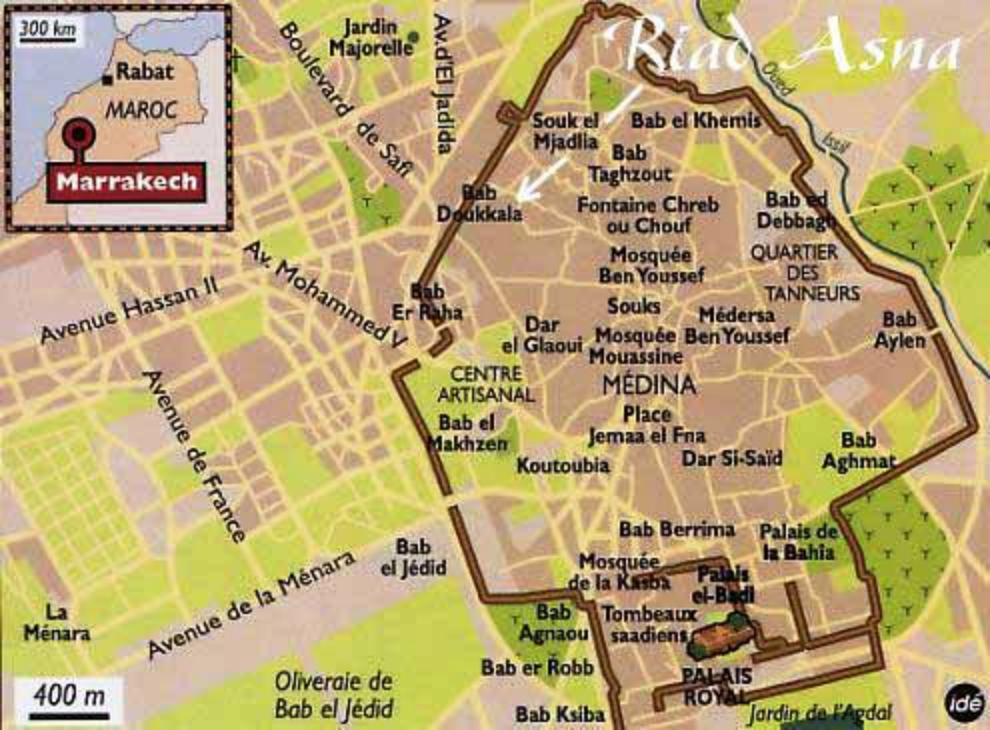 300 km
Rabat
MAROC
Marrakech
Jardin
Majorelle
Boulevard de Safi
Av. d'El Jadida
Riad Asna
Oued
Issil
Souk el
Mjadlia
Bab el Khemis
Bab
Taghzout
Bab
Doukkala
Fontaine Chreb
ou Chouf
Bab ed
Debbagh
Mosquée
Ben Youssef
QUARTIER
DES
TANNEURS
Avenue Hassan II
Av. Mohammed V
Bab
Er Raha
Souks
Dar
el Glaoui
Mosquée
Mouassine
Médersa
Ben Youssef
Bab
Aylen
CENTRE
ARTISANAL
MÉDINA
Avenue de France
Bab el
Makhzen
Place
Jemaa el Fna
Koutoubia
Dar Si-Saïd
Bab
Aghmat
Bab Berrima
Palais de
la Bahia
Bab
el Jédid
Mosquée
de la Kasba
Palais
el-Badi
Avenue de la Ménara
La
Ménara
Bab
Agnaou
Tombeaux
saadiens
Bab er Robb
PALAIS
ROYAL
400 m
Oliveraie de
Bab el Jédid
Bab Ksiba
Jardin de l'Agdal
idé